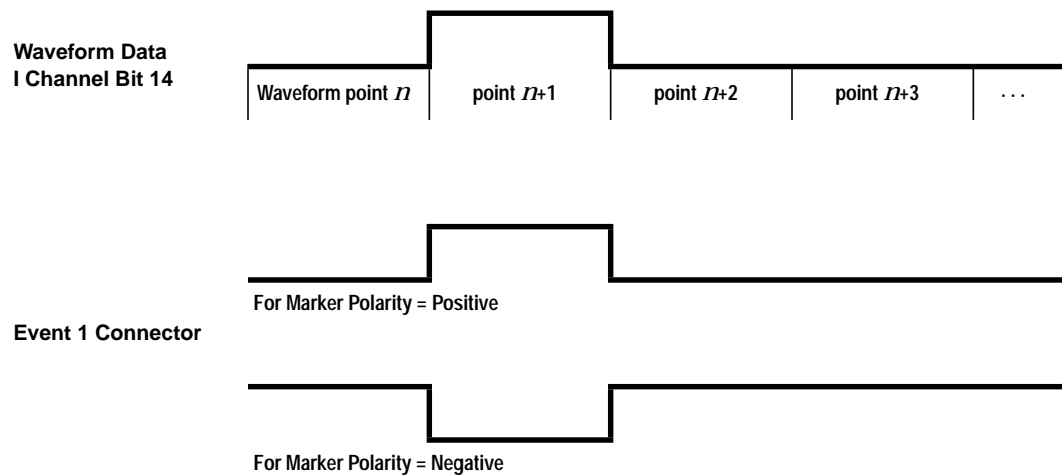 Waveform Data
I Channel Bit 14
Waveform point n
point n+1
point n+2
point n+3
...
For Marker Polarity = Positive
Event 1 Connector
For Marker Polarity = Negative